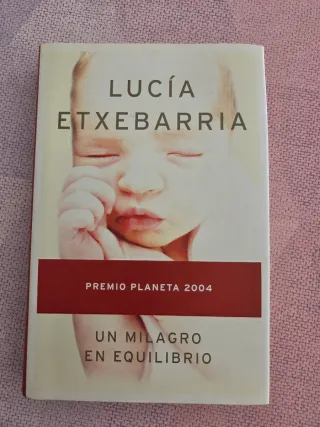 LUCÍA
ETXEBARRIA
PREMIO PLANETA 2004
UN MILAGRO
EN EQUILIBRIO